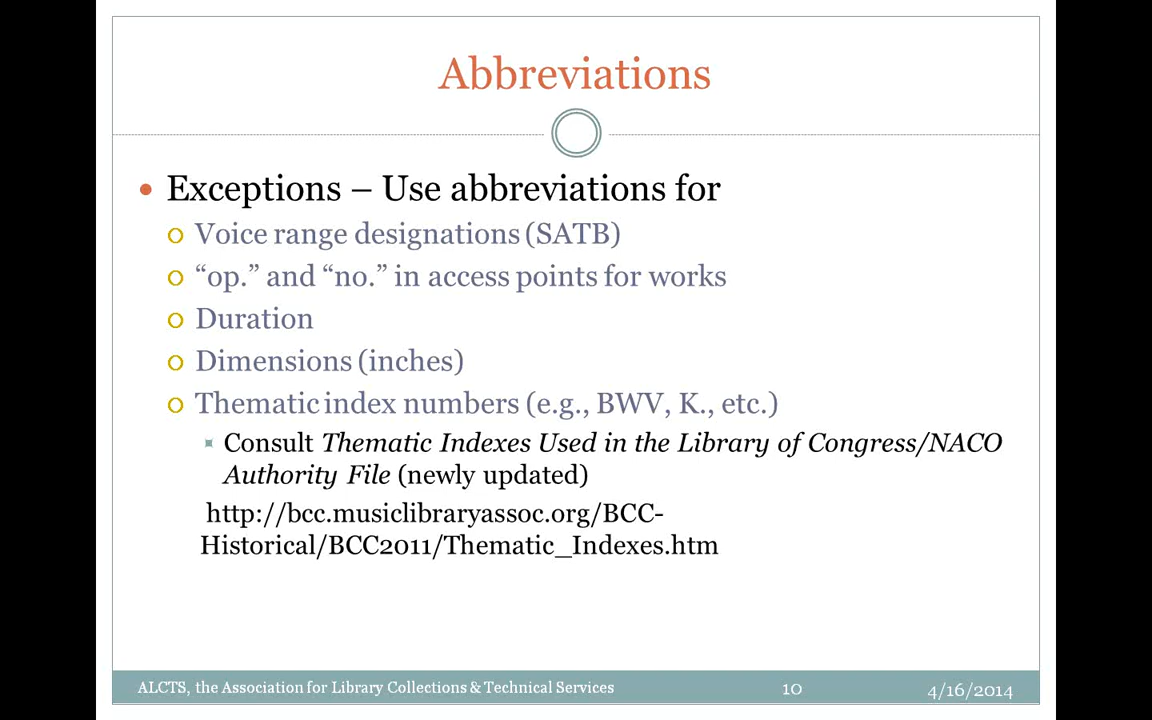 Abbreviations
Exceptions – Use abbreviations for
Voice range designations (SATB)
“op.” and “no.” in access points for works
Duration
Dimensions (inches)
Thematic index numbers (e.g., BWV, K., etc.)
Consult Thematic Indexes Used in the Library of Congress/NACO
Authority File (newly updated)
http://bcc.musiclibraryassoc.org/BCC-
Historical/BCC2011/Thematic_Indexes.htm
ALCTS, the Association for Library Collections & Technical Services 10 4/16/2014